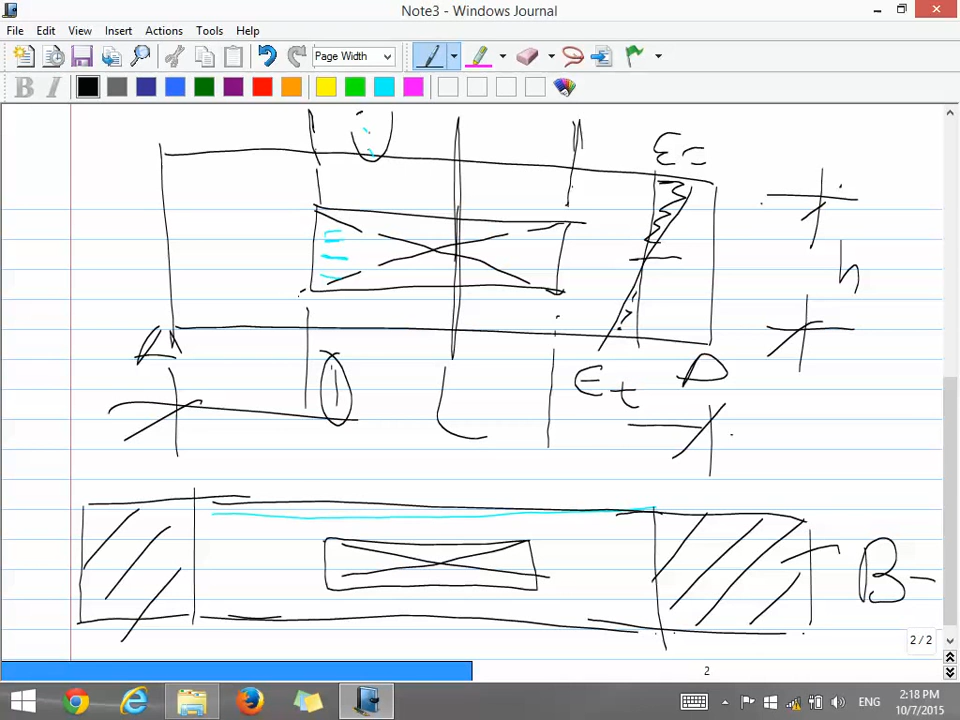 Note3 - Windows Journal
File Edit View Insert Actions Tools Help
Page Width
B I
Ec
h
A 1 Et D
B-
2 / 2
2
ENG 2:18 PM
10/7/2015